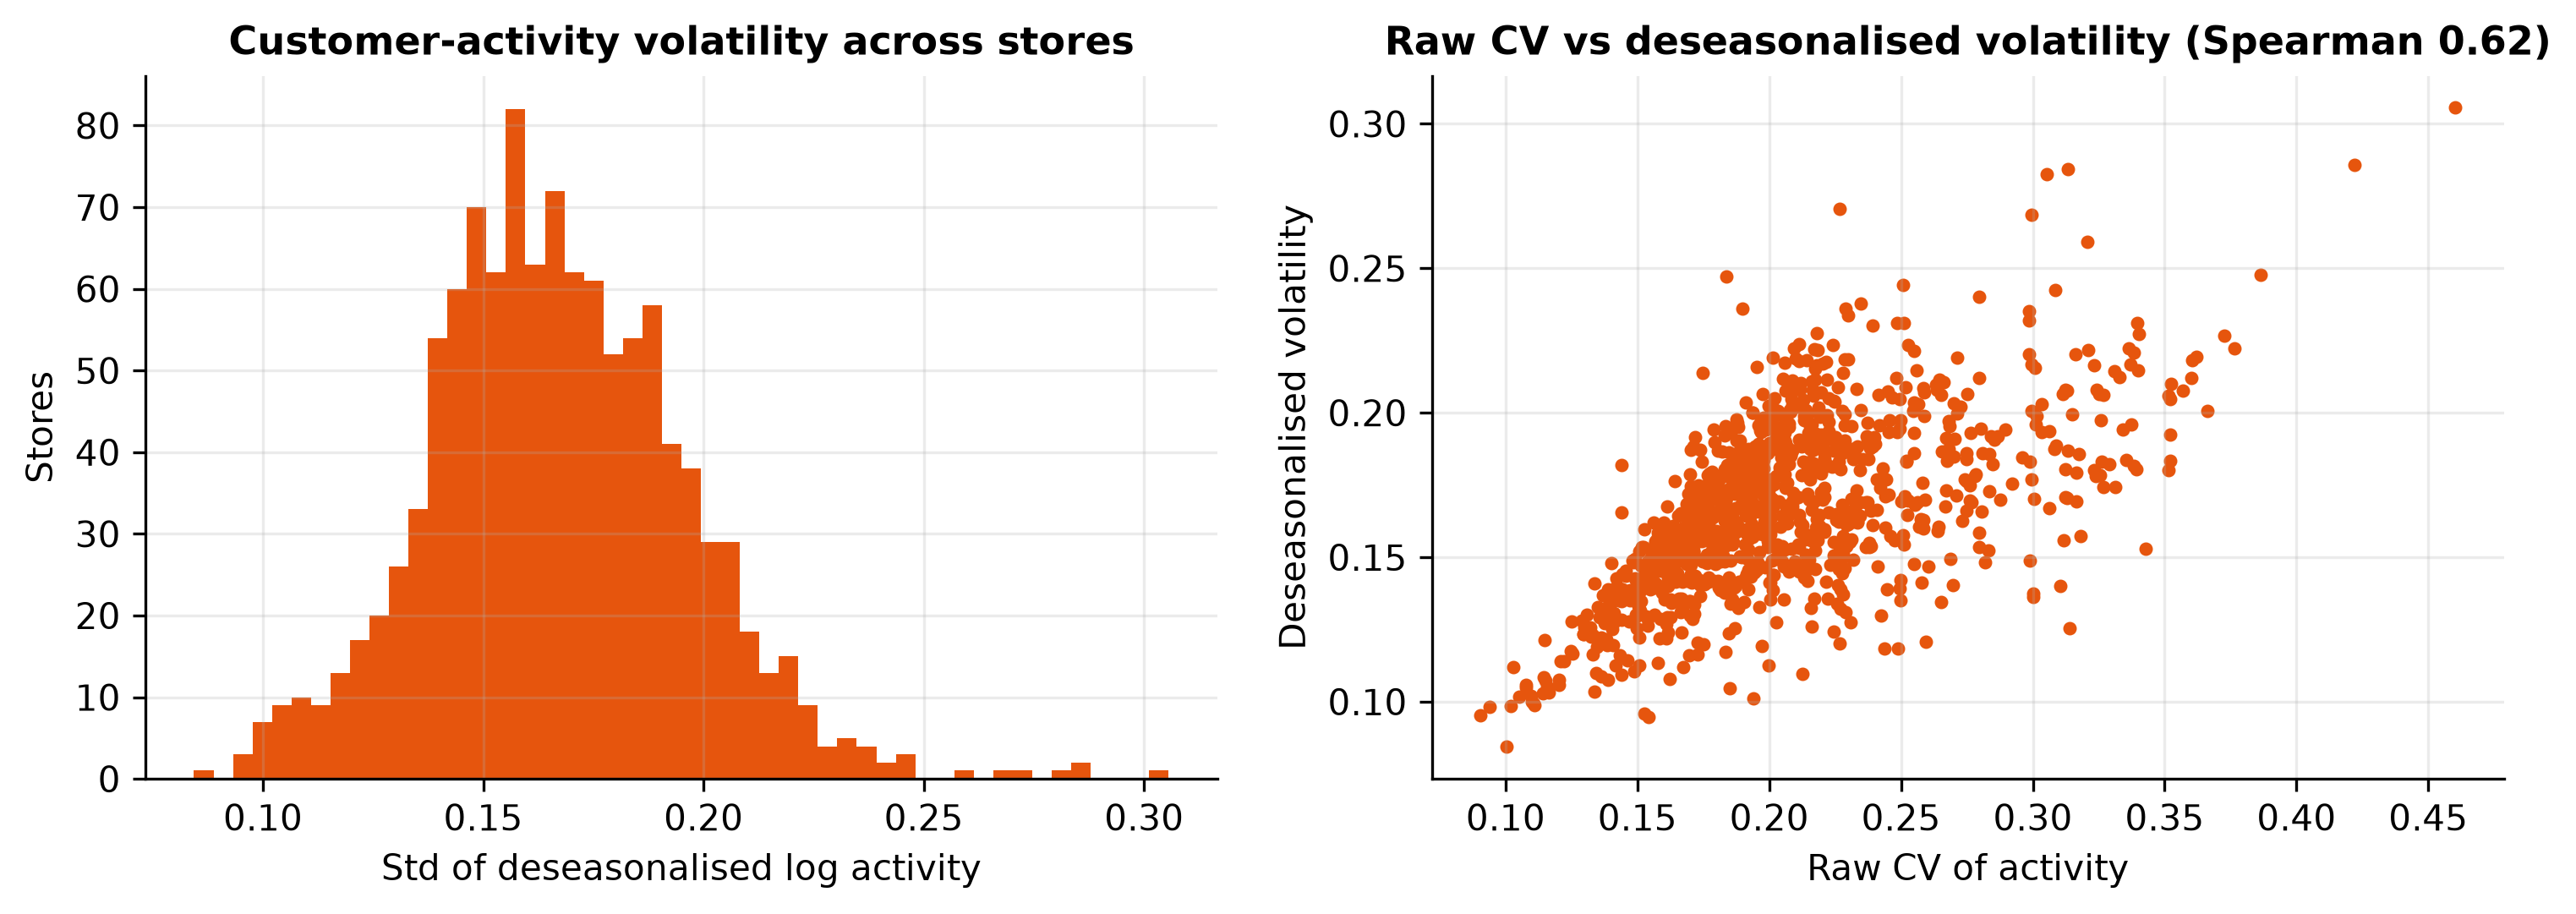 Customer-activity volatility across stores
Stores
80
70
60
50
40
30
20
10
0
0.10 0.15 0.20 0.25 0.30
Std of deseasonalised log activity
Raw CV vs deseasonalised volatility (Spearman 0.62)
Deseasonalised volatility
0.30
0.25
0.20
0.15
0.10
0.10 0.15 0.20 0.25 0.30 0.35 0.40 0.45
Raw CV of activity